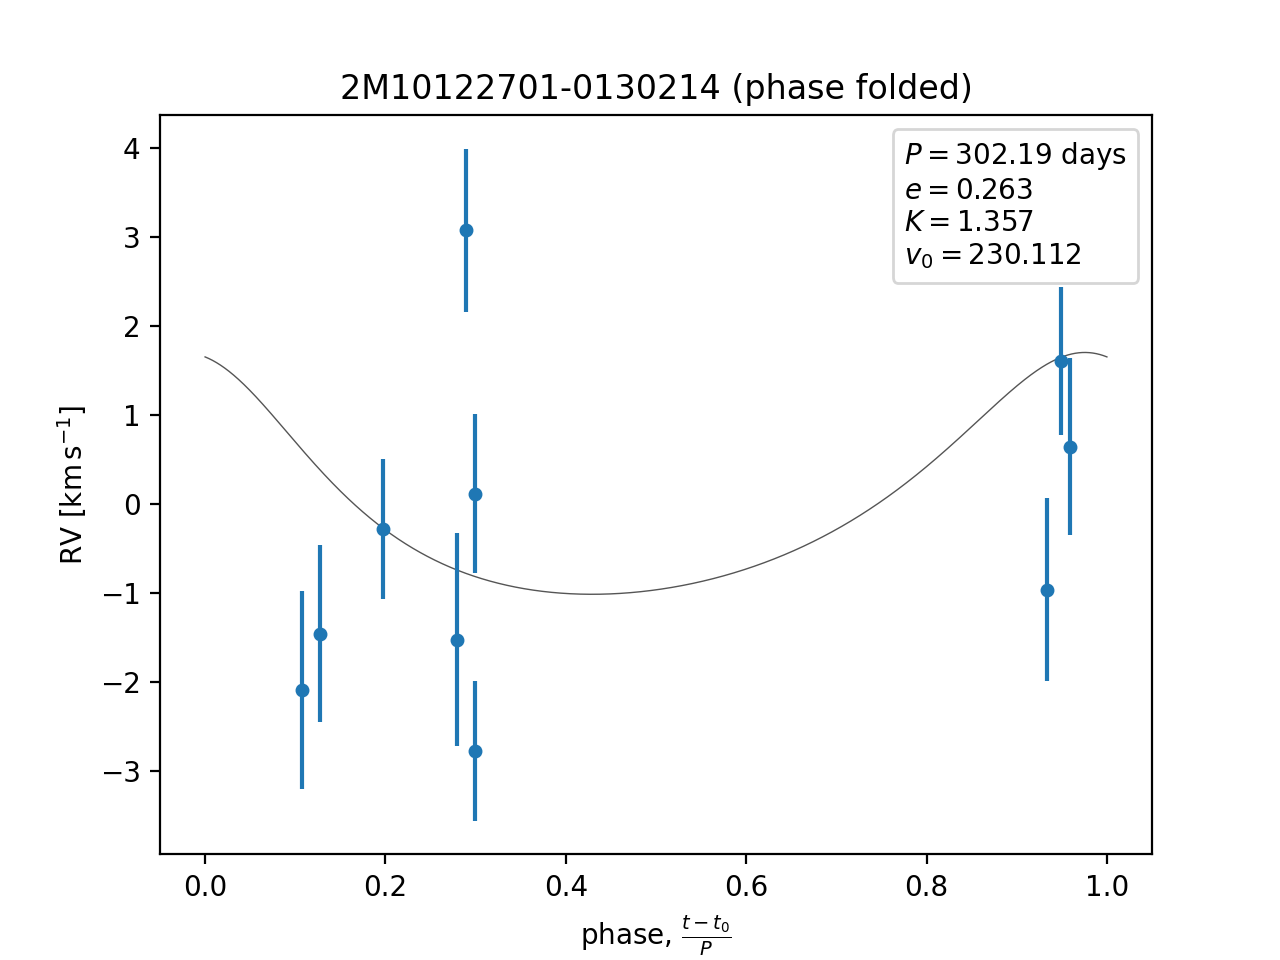 2M10122701-0130214 (phase folded)
P = 302.19 days
e = 0.263
K = 1.357
v₀ = 230.112
RV [km s⁻¹]
4
3
2
1
0
−1
−2
−3
0.0 0.2 0.4 0.6 0.8 1.0
phase, (t − t₀)/P